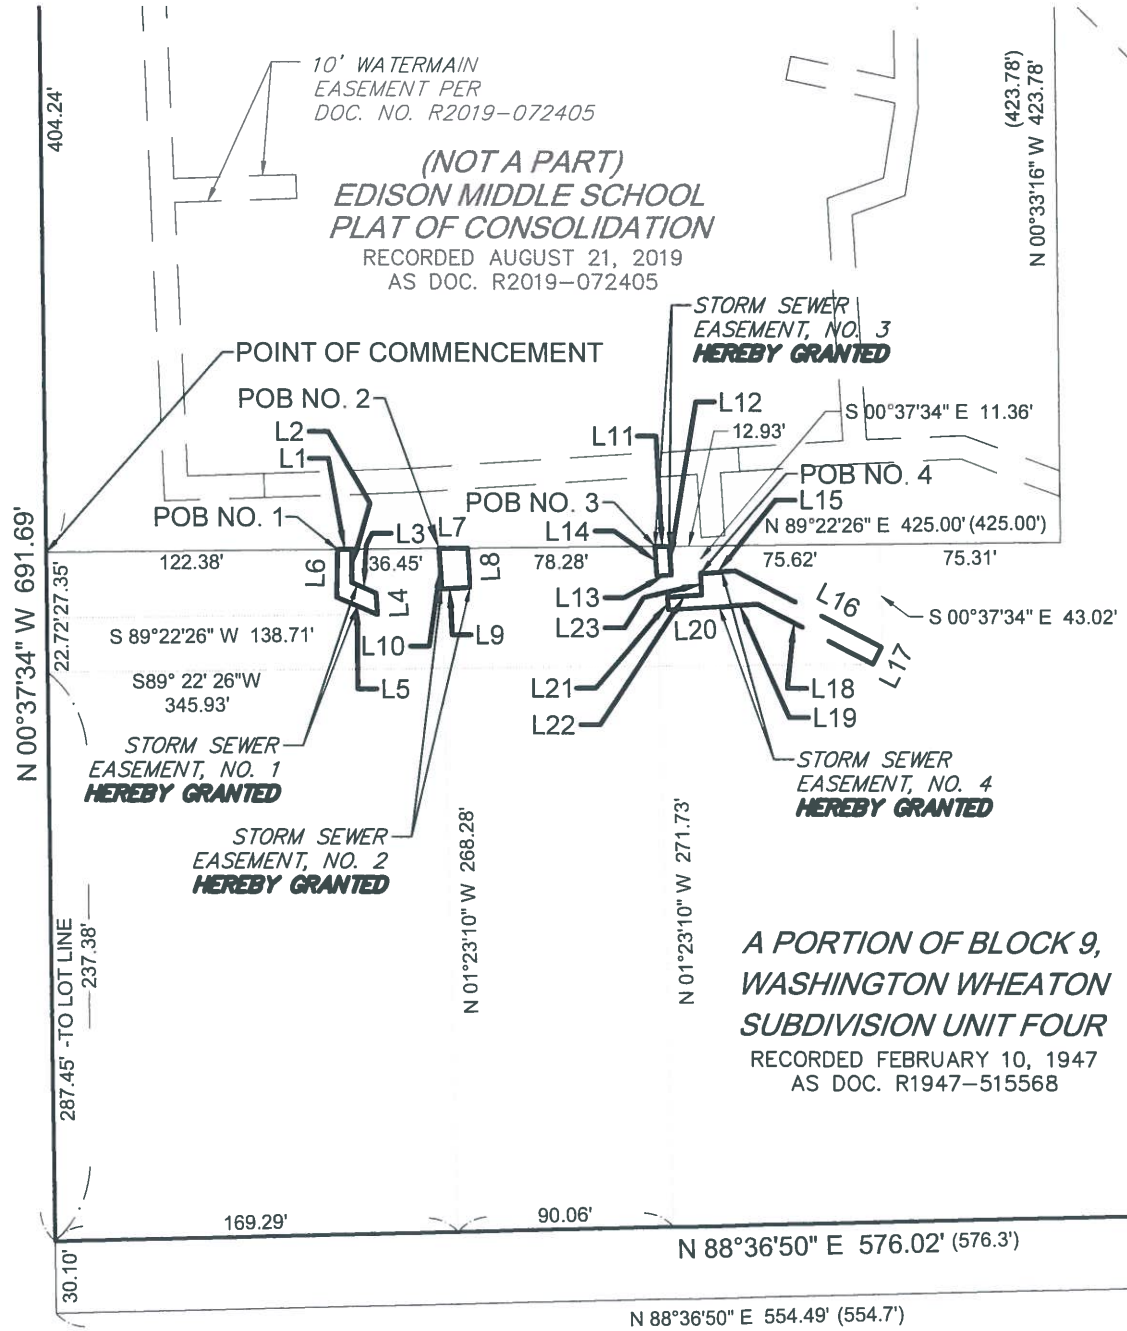 10' WATERMAIN
EASEMENT PER
DOC. NO. R2019-072405
404.24'
(423.78')
N 00°33'16" W 423.78'
(NOT A PART)
EDISON MIDDLE SCHOOL
PLAT OF CONSOLIDATION
RECORDED AUGUST 21, 2019
AS DOC. R2019-072405
STORM SEWER
EASEMENT, NO. 3
HEREBY GRANTED
POINT OF COMMENCEMENT
POB NO. 2
L2
L1
L12
L11
12.93'
S 00°37'34" E 11.36'
POB NO. 4
L15
POB NO. 3
POB NO. 1
L3
L7
L14
N 89°22'26" E 425.00' (425.00')
122.38'
36.45'
78.28'
75.62'
75.31'
L6
L4
L8
L13
L16
27.35'
22.72'
S 89°22'26" W 138.71'
L10
L9
L23
L20
S 00°37'34" E 43.02'
L17
S89° 22' 26"W
345.93'
L5
L21
L18
L22
L19
N 00°37'34" W 691.69'
STORM SEWER
EASEMENT, NO. 1
HEREBY GRANTED
STORM SEWER
EASEMENT, NO. 4
HEREBY GRANTED
STORM SEWER
EASEMENT, NO. 2
HEREBY GRANTED
N 01°23'10" W 268.28'
N 01°23'10" W 271.73'
287.45' -TO LOT LINE
237.38'
A PORTION OF BLOCK 9,
WASHINGTON WHEATON
SUBDIVISION UNIT FOUR
RECORDED FEBRUARY 10, 1947
AS DOC. R1947-515568
169.29'
90.06'
N 88°36'50" E 576.02' (576.3')
30.10'
N 88°36'50" E 554.49' (554.7')